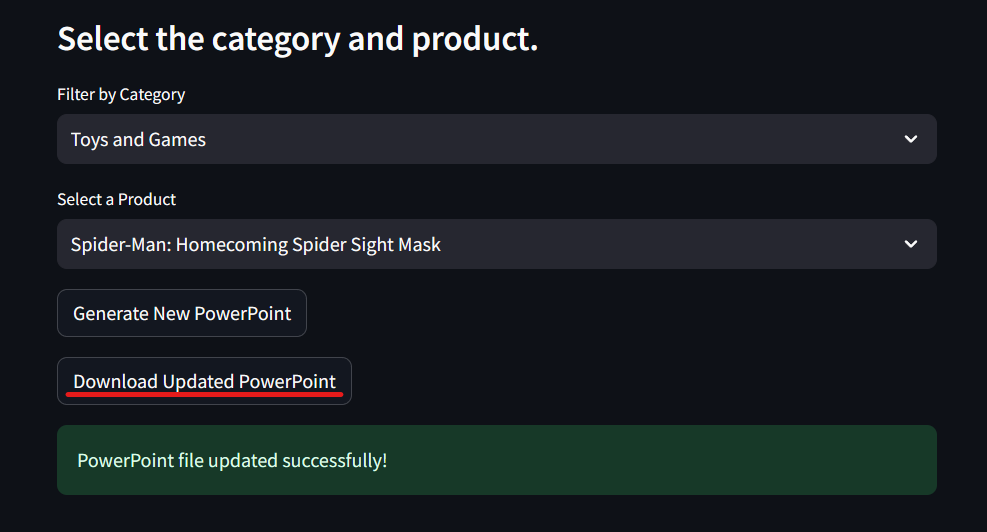 Select the category and product.
Filter by Category
Toys and Games
Select a Product
Spider-Man: Homecoming Spider Sight Mask
Generate New PowerPoint
Download Updated PowerPoint
PowerPoint file updated successfully!